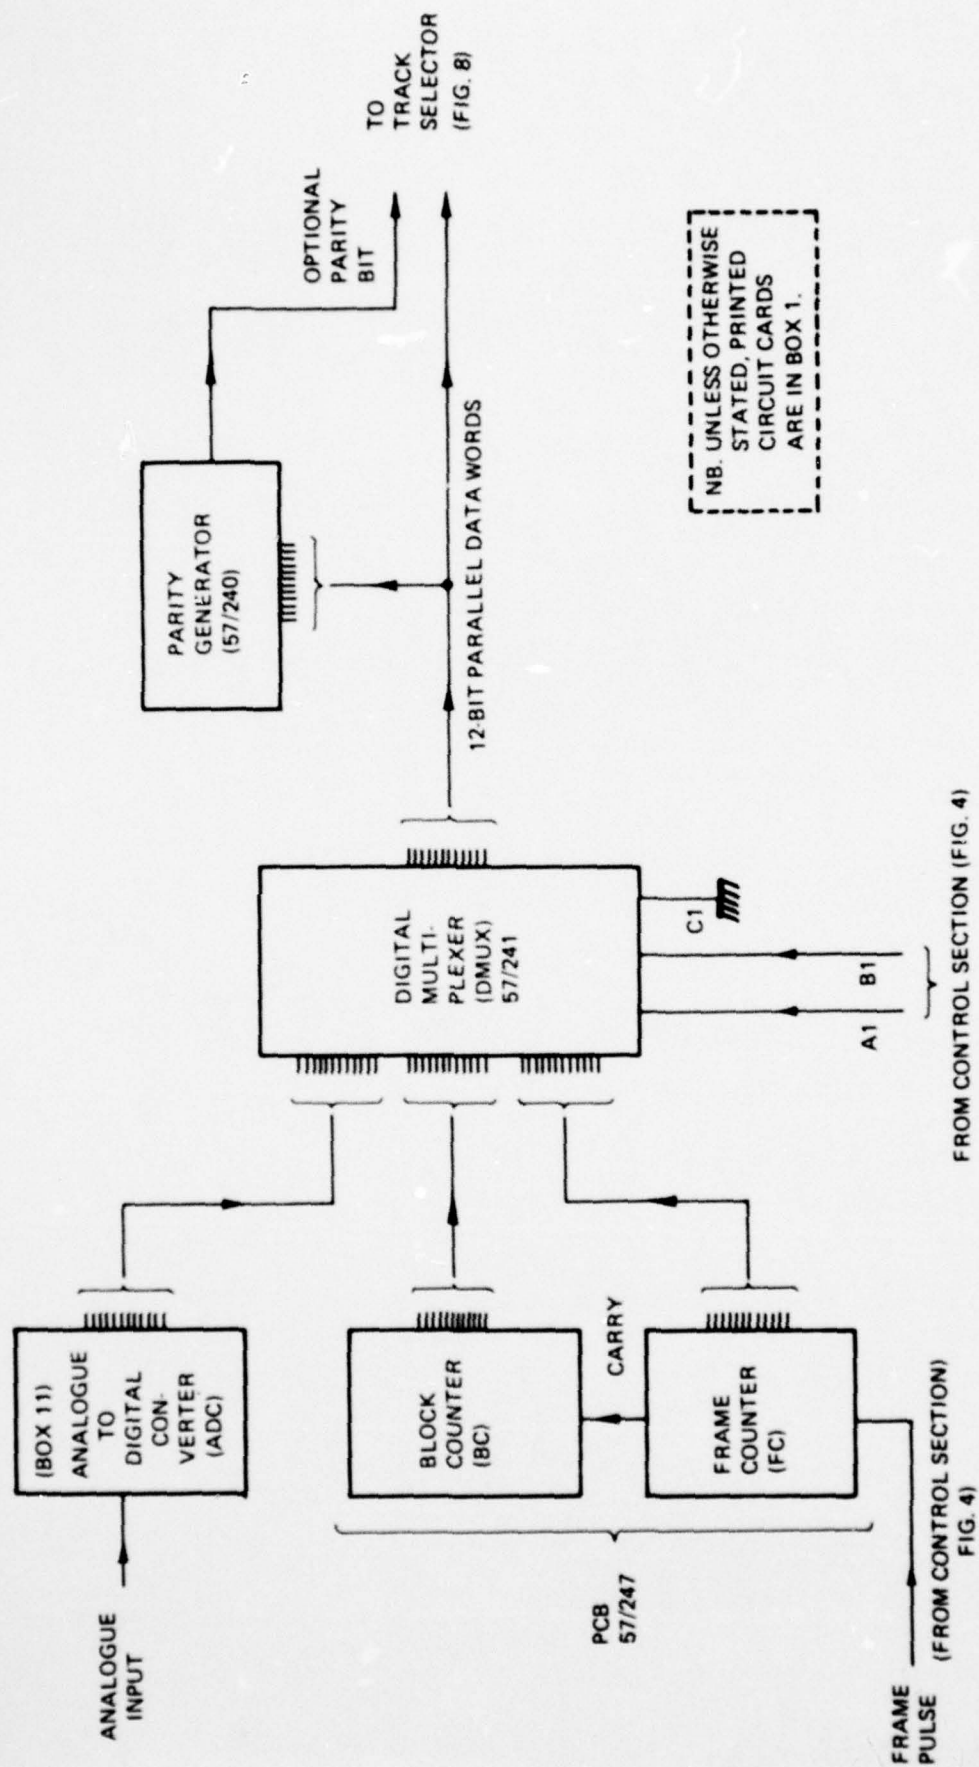 ANALOGUE
INPUT
(BOX 11)
ANALOGUE
TO
DIGITAL
CON-
VERTER
(ADC)
BLOCK
COUNTER
(BC)
CARRY
FRAME
COUNTER
(FC)
PCB
57/247
FRAME
PULSE
(FROM CONTROL SECTION)
FIG. 4)
DIGITAL
MULTI-
PLEXER
(DMUX)
57/241
A1
B1
C1
FROM CONTROL SECTION (FIG. 4)
12-BIT PARALLEL DATA WORDS
PARITY
GENERATOR
(57/240)
OPTIONAL
PARITY
BIT
TO
TRACK
SELECTOR
(FIG. 8)
NB. UNLESS OTHERWISE
STATED, PRINTED
CIRCUIT CARDS
ARE IN BOX 1.